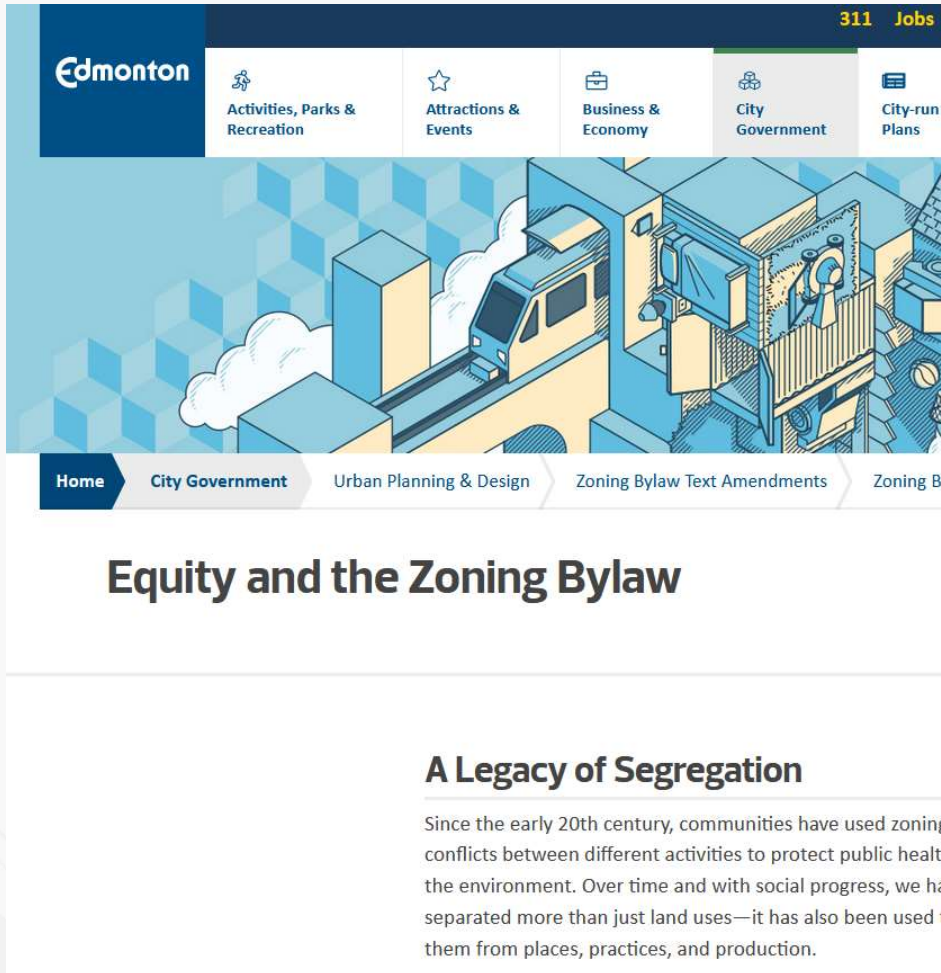 311 Jobs
Edmonton
Activities, Parks &
Recreation
Attractions &
Events
Business &
Economy
City
Government
City-run
Plans
Home City Government Urban Planning & Design Zoning Bylaw Text Amendments Zoning B
Equity and the Zoning Bylaw
A Legacy of Segregation
Since the early 20th century, communities have used zoning
conflicts between different activities to protect public healt
the environment. Over time and with social progress, we ha
separated more than just land uses—it has also been used
them from places, practices, and production.